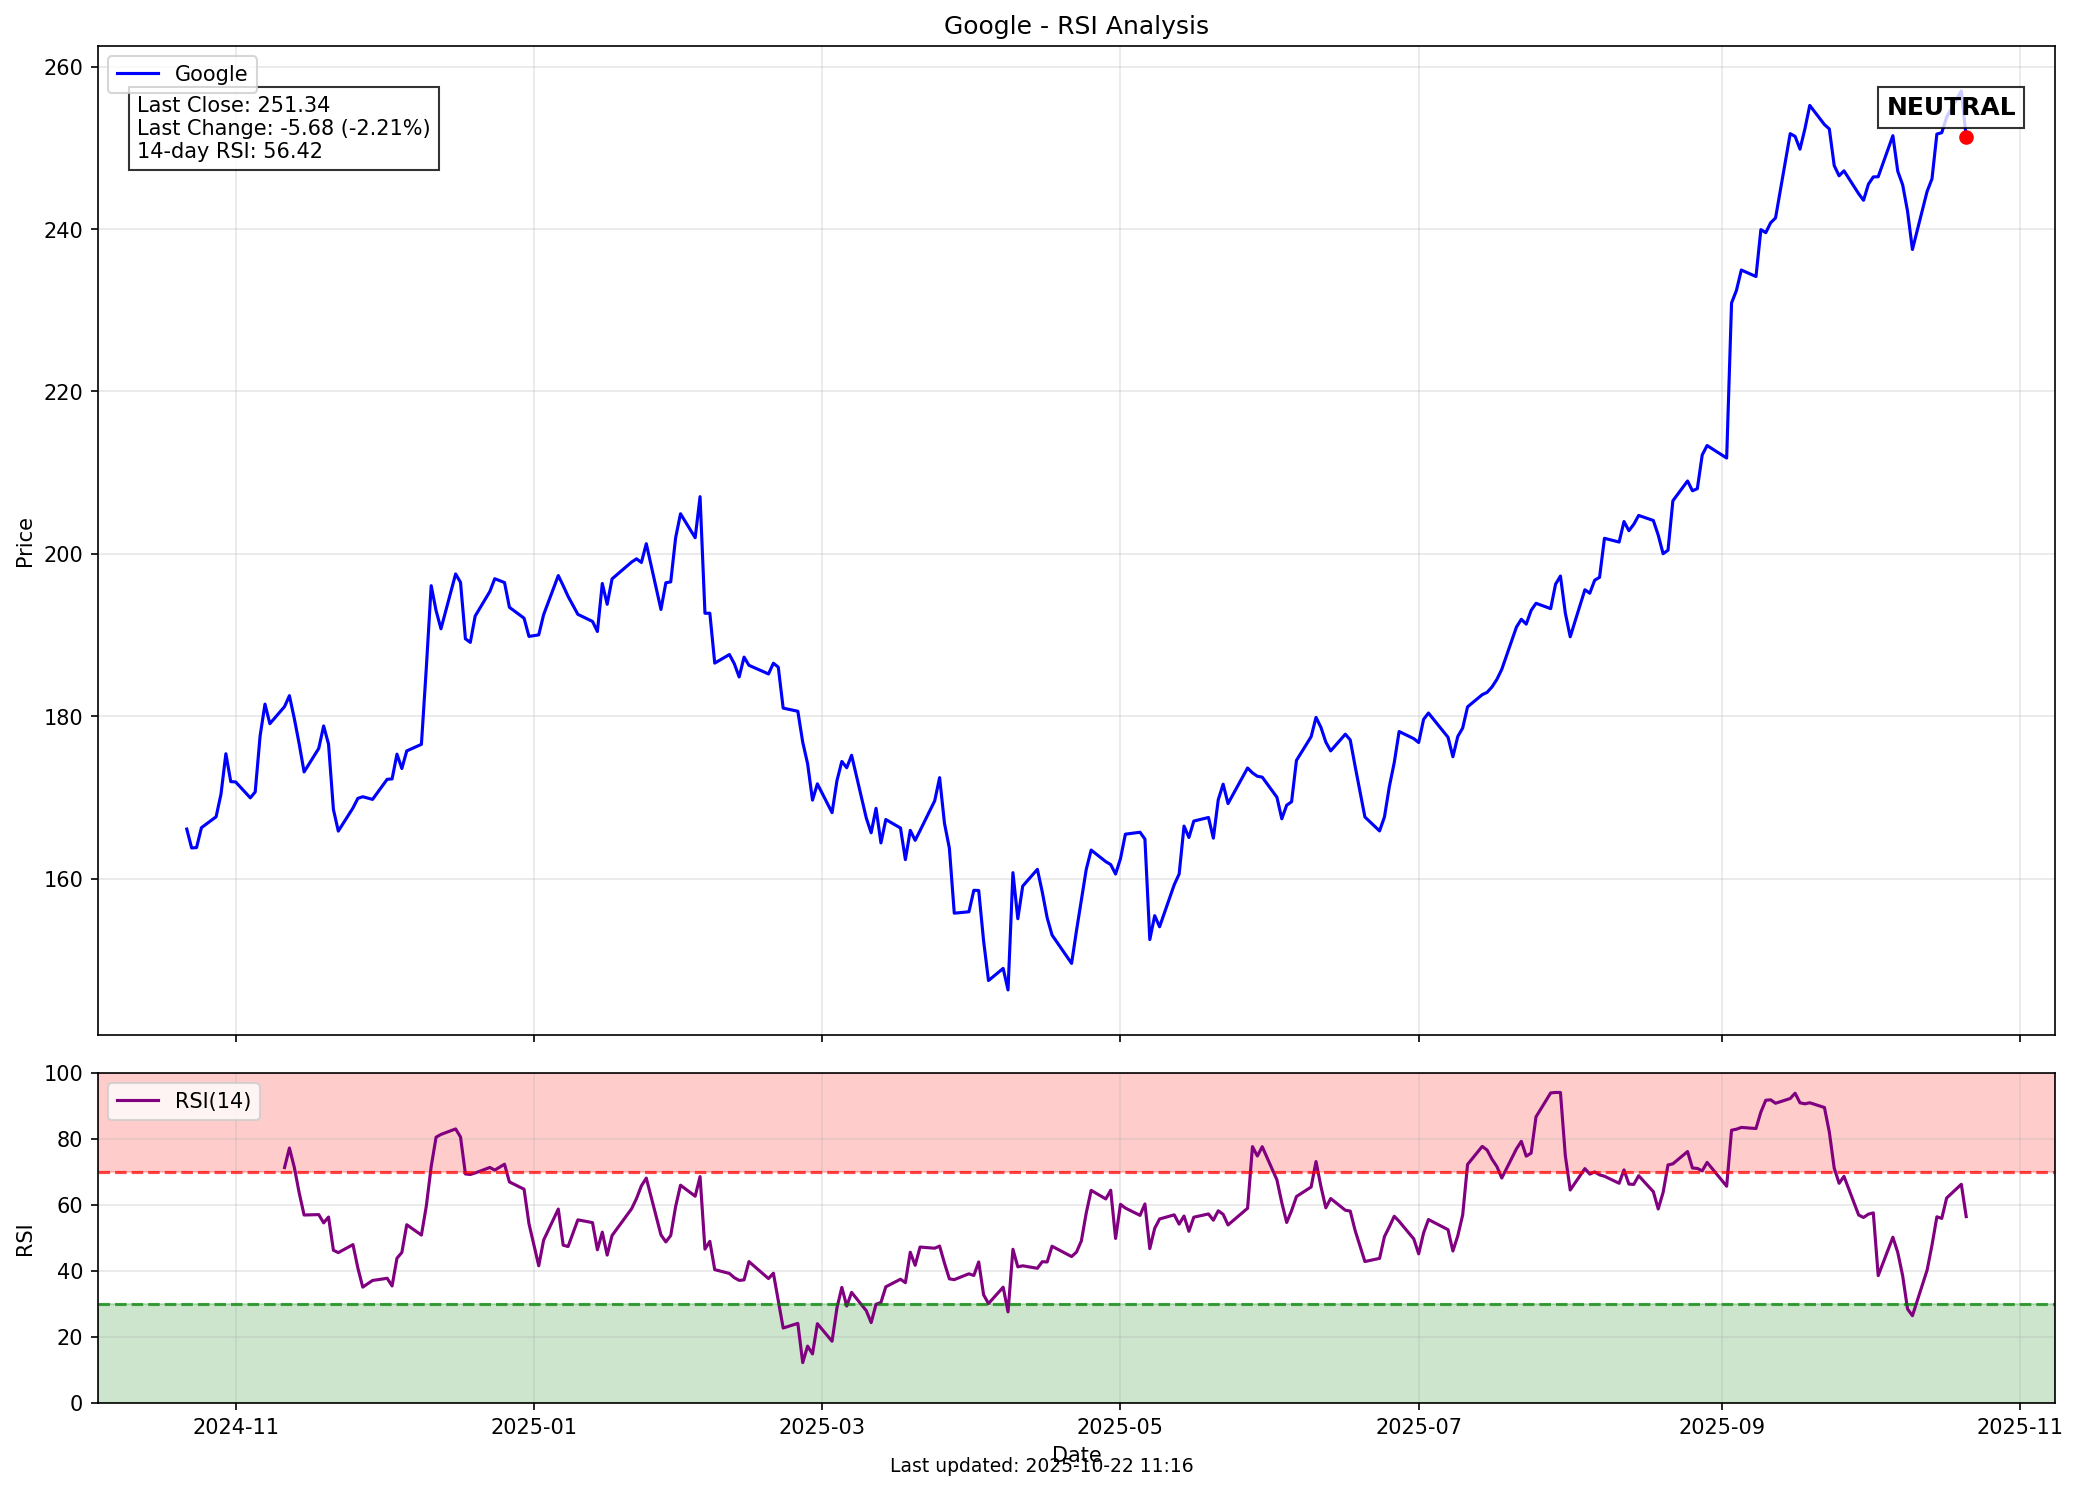 Google - RSI Analysis
Google
Last Close: 251.34
Last Change: -5.68 (-2.21%)
14-day RSI: 56.42
NEUTRAL
260
240
220
200
180
160
Price
RSI(14)
100
80
60
40
20
0
RSI
2024-11
2025-01
2025-03
2025-05
2025-07
2025-09
2025-11
Date
Last updated: 2025-10-22 11:16